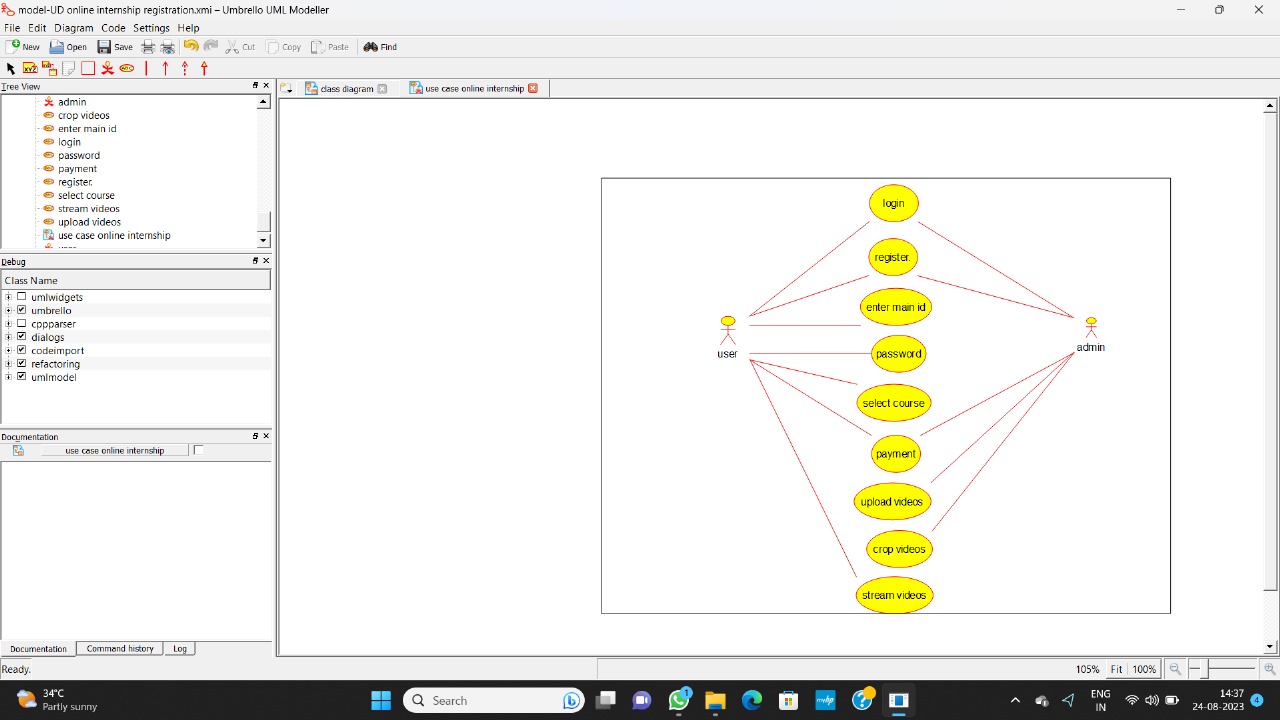 model-UD online internship registration.xmi – Umbrello UML Modeller
File Edit Diagram Code Settings Help
New Open Save Cut Copy Paste Find
Tree View
class diagram use case online internship
admin
crop videos
enter main id
login
password
payment
register.
select course
stream videos
upload videos
use case online internship
Debug
Class Name
umlwidgets
umbrello
cppparser
dialogs
codeimport
refactoring
umlmodel
Documentation
use case online internship
Documentation Command history Log
login
register.
enter main id
password
select course
payment
upload videos
crop videos
stream videos
user
admin
Ready.
105% Fit 100%
34°C
Partly sunny
Search
1
ENG
IN
14:37
24-08-2023
4